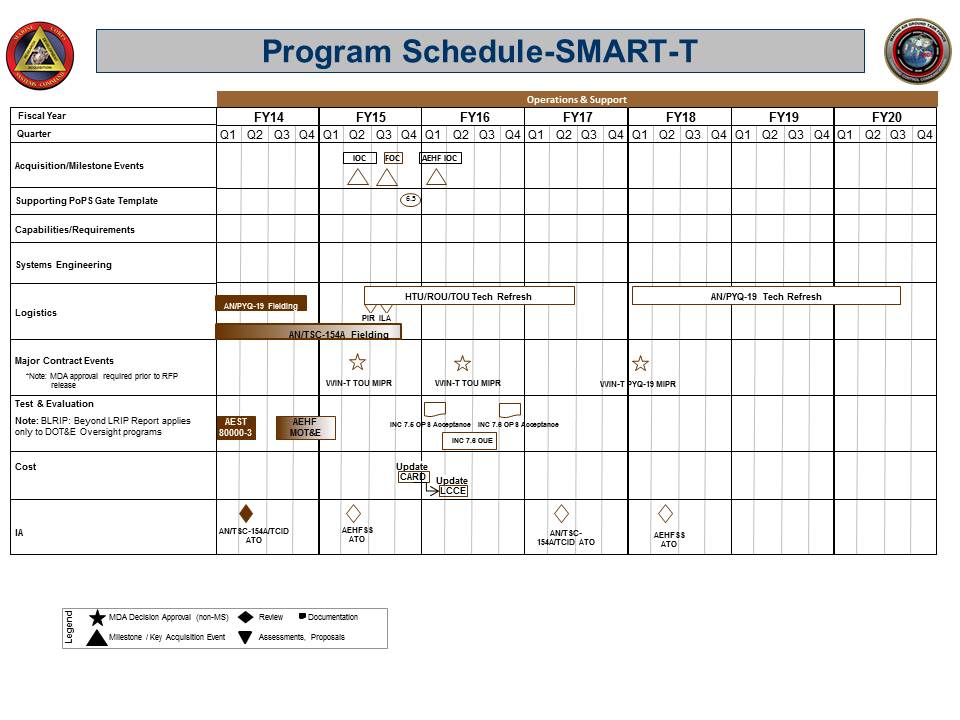 Program Schedule-SMART-T
Operations & Support
Fiscal Year FY14 FY15 FY16 FY17 FY18 FY19 FY20
Quarter Q1 Q2 Q3 Q4 Q1 Q2 Q3 Q4 Q1 Q2 Q3 Q4 Q1 Q2 Q3 Q4 Q1 Q2 Q3 Q4 Q1 Q2 Q3 Q4 Q1 Q2 Q3 Q4
Acquisition/Milestone Events
IOC FOC AEHF IOC
Supporting PoPS Gate Template
6.5
Capabilities/Requirements
Systems Engineering
Logistics
AN/PYQ-19 Fielding
HTU/ROU/TOU Tech Refresh
AN/PYQ-19 Tech Refresh
PIR ILA
AN/TSC-154A Fielding
Major Contract Events
*Note: MDA approval required prior to RFP
release
WIN-T TOU MIPR
WIN-T TOU MIPR
WIN-T PYQ-19 MIPR
Test & Evaluation
Note: BLRIP: Beyond LRIP Report applies
only to DOT&E Oversight programs
AEST
80000-3
AEHF
MOT&E
INC 7.5 OPS Acceptance
INC 7.6 OPS Acceptance
INC 7.6 OUE
Cost
Update
CARD
Update
LCCE
IA
AN/TSC-154A/TCID
ATO
AEHFSS
ATO
AN/TSC-
154A/TCID ATO
AEHFSS
ATO
Legend
MDA Decision Approval (non-MS)
Review
Documentation
Milestone / Key Acquisition Event
Assessments, Proposals